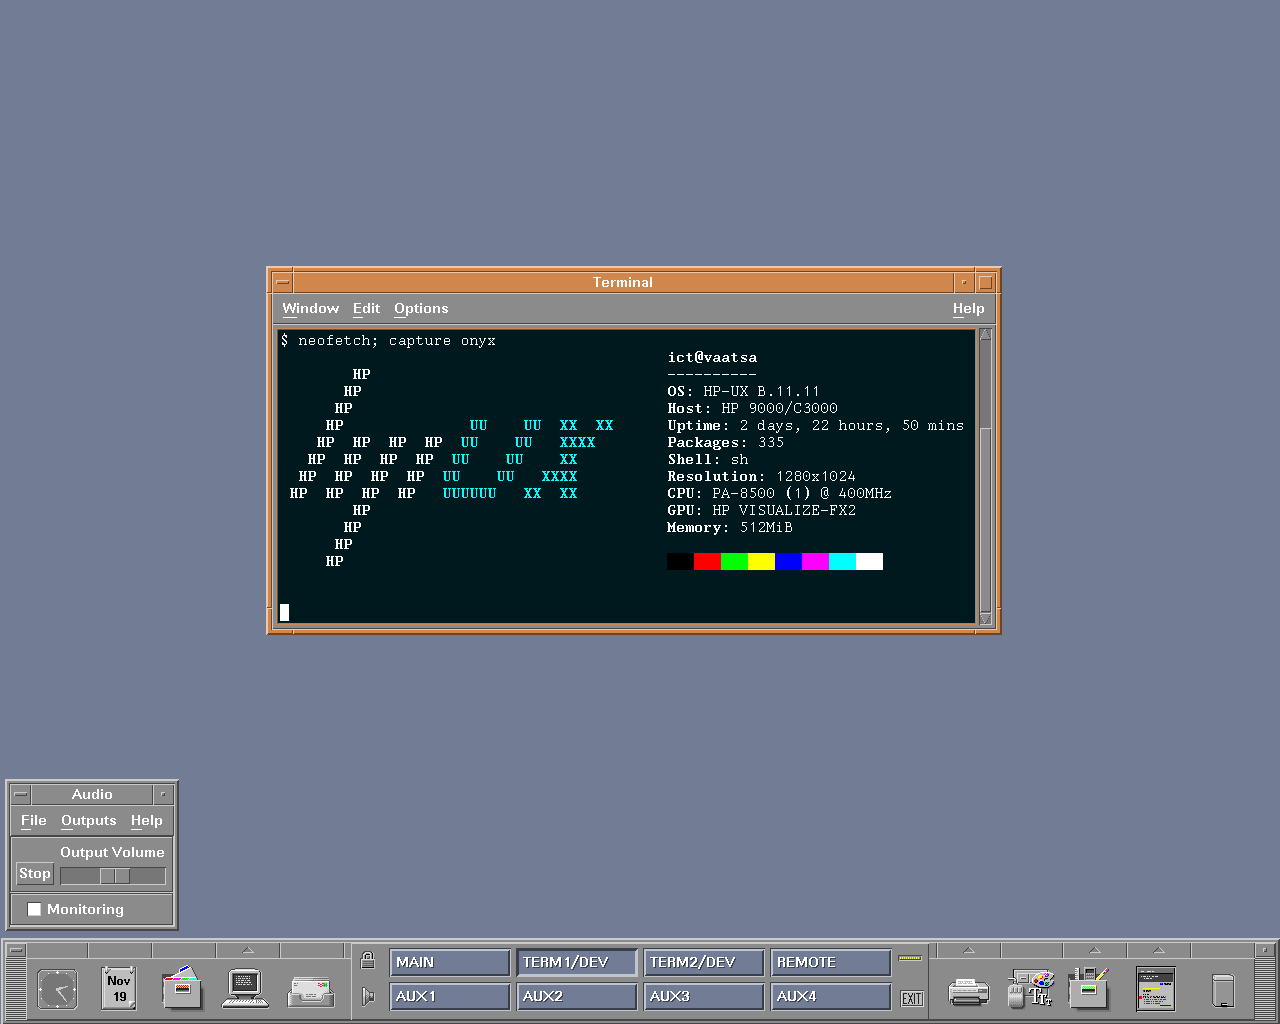 Terminal
Window Edit Options Help
$ neofetch; capture onyx
ict@vaatsa
HP ----------
HP OS: HP-UX B.11.11
HP Host: HP 9000/C3000
HP UU UU XX XX Uptime: 2 days, 22 hours, 50 mins
HP HP HP HP UU UU XXXX Packages: 335
HP HP HP HP UU UU XX Shell: sh
HP HP HP HP UU UU XXXX Resolution: 1280x1024
HP HP HP HP UUUUUU XX XX CPU: PA-8500 (1) @ 400MHz
HP GPU: HP VISUALIZE-FX2
HP Memory: 512MiB
HP
HP
Audio
File Outputs Help
Output Volume
Stop
Monitoring
Nov
19
MAIN TERM1/DEV TERM2/DEV REMOTE
AUX1 AUX2 AUX3 AUX4
EXIT